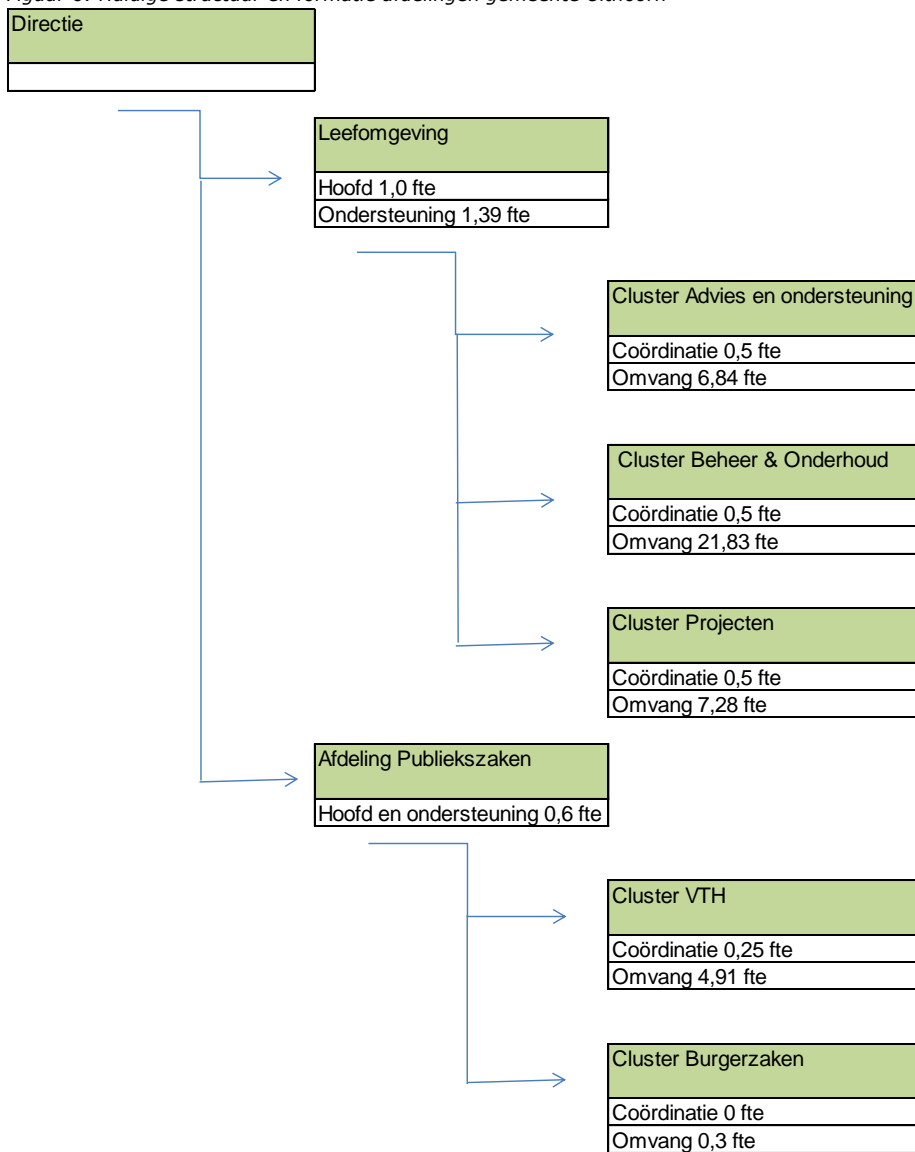 Directie
Leefomgeving
Hoofd 1,0 fte
Ondersteuning 1,39 fte
Cluster Advies en ondersteuning
Coördinatie 0,5 fte
Omvang 6,84 fte
Cluster Beheer & Onderhoud
Coördinatie 0,5 fte
Omvang 21,83 fte
Cluster Projecten
Coördinatie 0,5 fte
Omvang 7,28 fte
Afdeling Publiekszaken
Hoofd en ondersteuning 0,6 fte
Cluster VTH
Coördinatie 0,25 fte
Omvang 4,91 fte
Cluster Burgerzaken
Coördinatie 0 fte
Omvang 0,3 fte